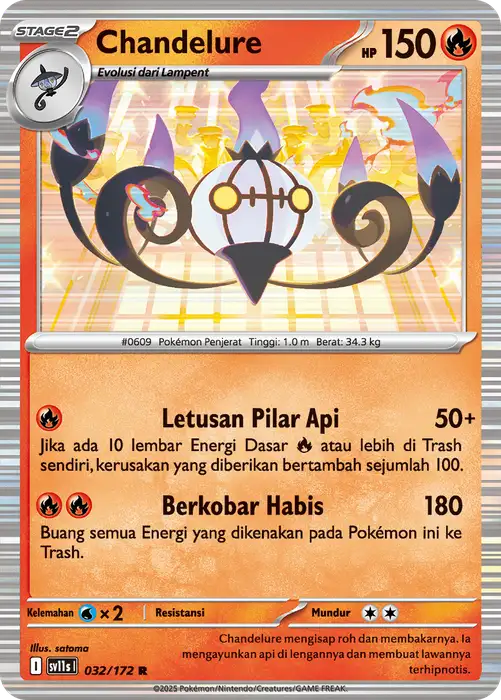 STAGE2
Chandelure
HP 150
Evolusi dari Lampent
#0609 Pokémon Penjerat Tinggi: 1.0 m Berat: 34.3 kg
Letusan Pilar Api 50+
Jika ada 10 lembar Energi Dasar atau lebih di Trash
sendiri, kerusakan yang diberikan bertambah sejumlah 100.
Berkobar Habis 180
Buang semua Energi yang dikenakan pada Pokémon ini ke
Trash.
Kelemahan ×2 Resistansi Mundur
Illus. satoma
I sv11s I 032/172 R
Chandelure mengisap roh dan membakarnya. Ia
mengayunkan api di lengannya dan membuat lawannya
terhipnotis.
©2025 Pokémon/Nintendo/Creatures/GAME FREAK.